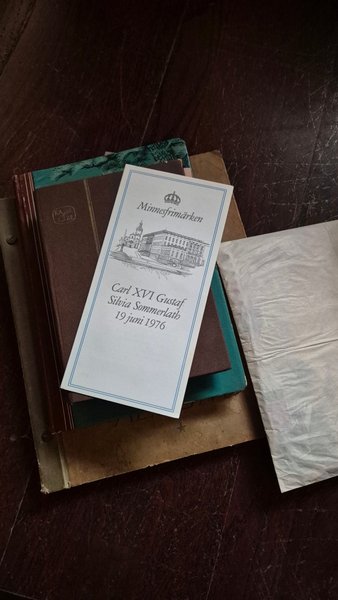 Minnesfrimärken
Carl XVI Gustaf
Silvia Sommerlath
19 juni 1976